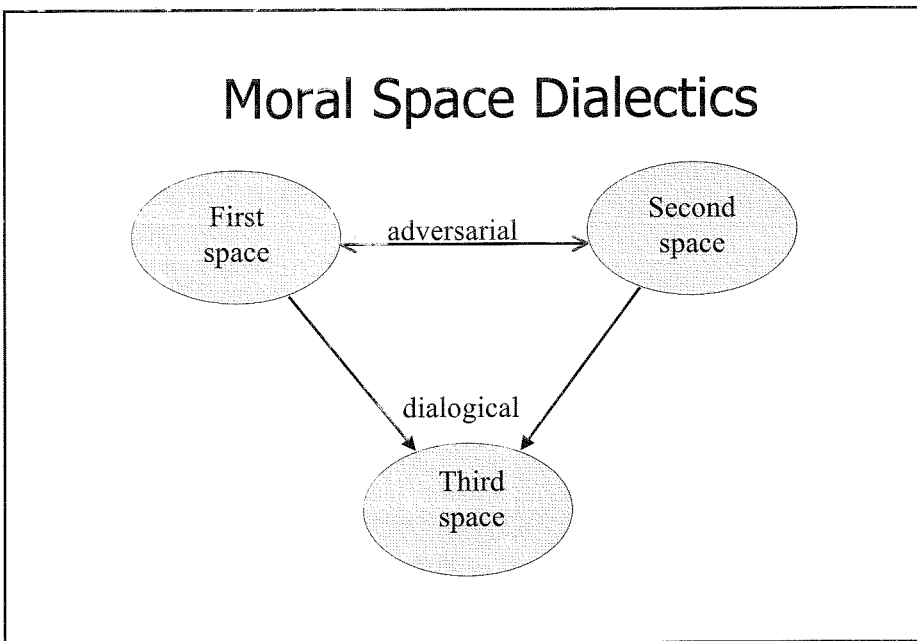 Moral Space Dialectics
First
space
adversarial
Second
space
dialogical
Third
space